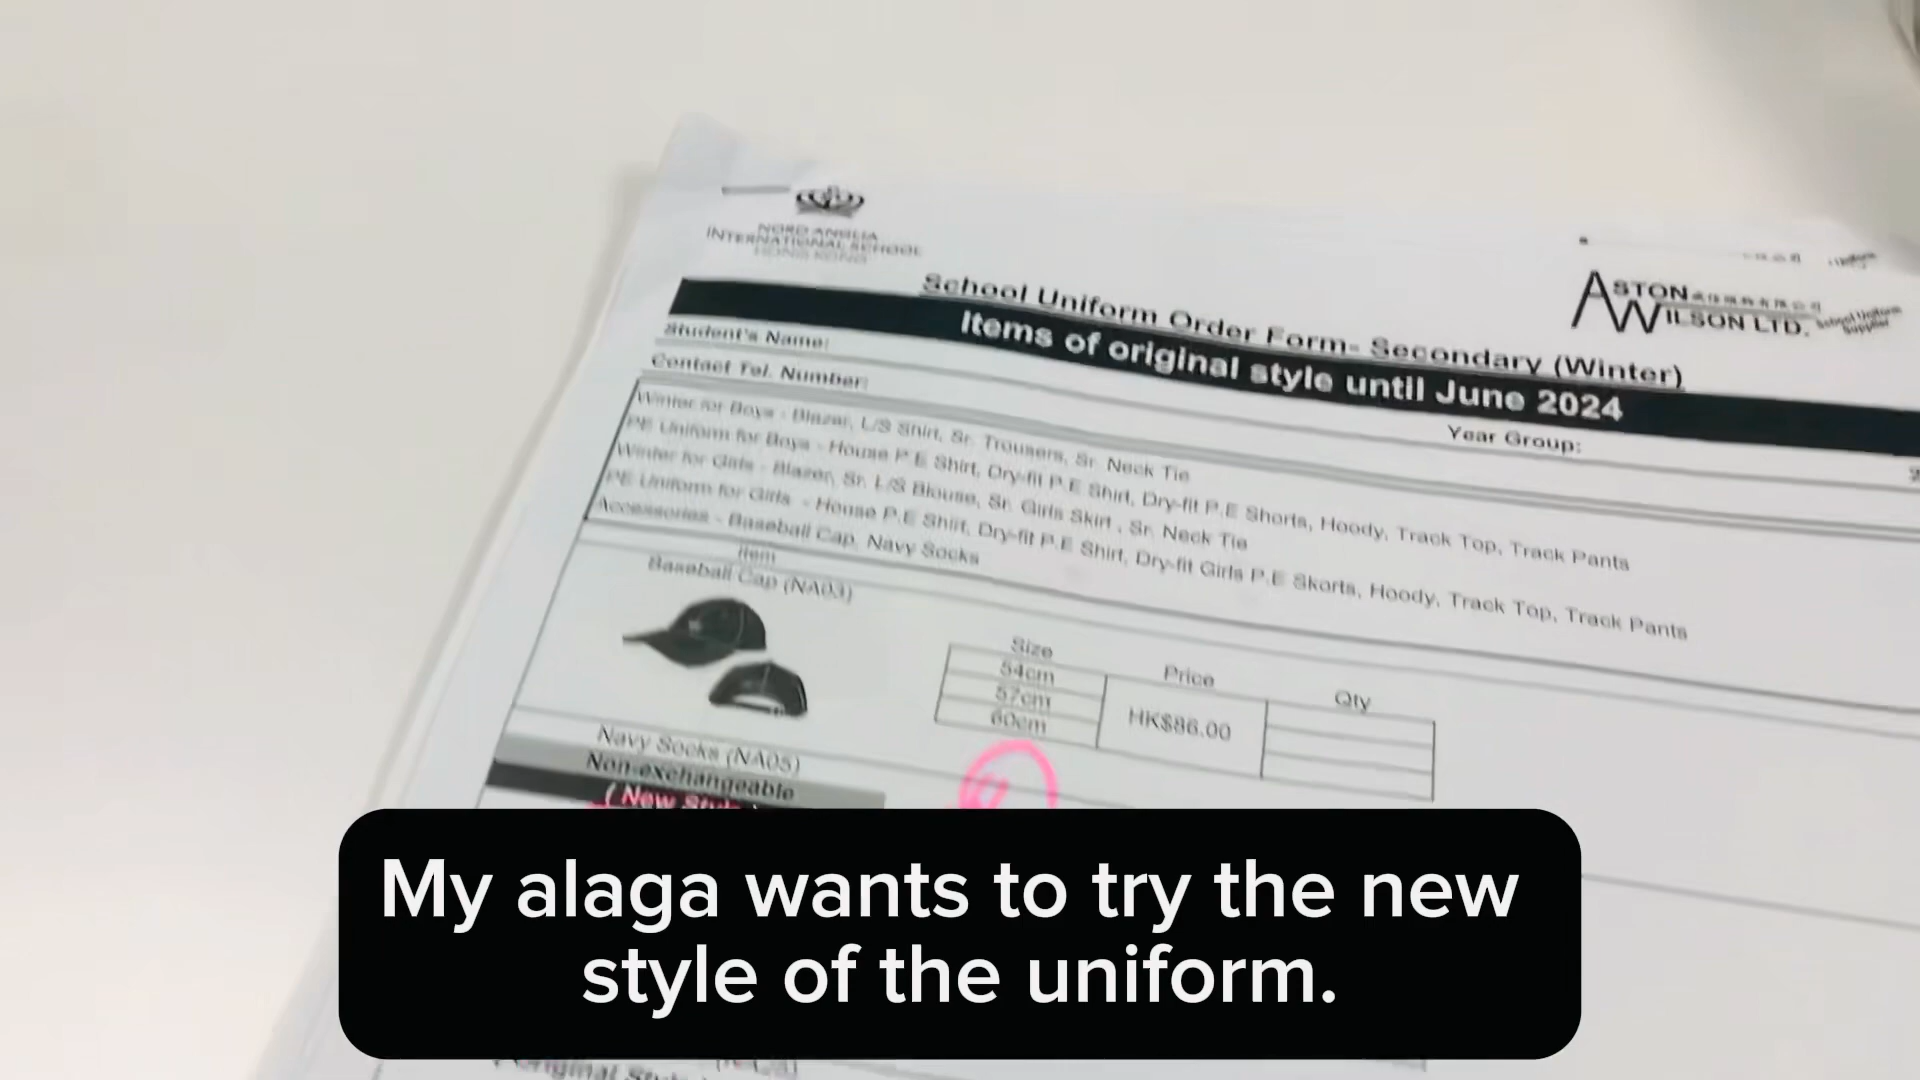 NORD ANGLIA
INTERNATIONAL SCHOOL
HONG KONG
ASTON
WILSON LTD.
School Uniform
Supplier
School Uniform Order Form- Secondary (Winter)
Items of original style until June 2024
Student's Name:
Contact Tel. Number:
Year Group:
Winter for Boys - Blazer, L/S Shirt, Sr. Trousers, Sr. Neck Tie
PE Uniform for Boys - House P.E Shirt, Dry-fit P.E Shirt, Dry-fit P.E Shorts, Hoody, Track Top, Track Pants
Winter for Girls - Blazer, Sr. L/S Blouse, Sr. Girls Skirt , Sr. Neck Tie
PE Uniform for Girls - House P.E Shirt, Dry-fit P.E Shirt, Dry-fit Girls P.E Skorts, Hoody, Track Top, Track Pants
Accessories - Baseball Cap, Navy Socks
Item
Baseball Cap (NA03)
Size
Price
Qty
54cm
57cm
60cm
HK$86.00
Navy Socks (NA05)
Non-exchangeable
( New Style )
My alaga wants to try the new
style of the uniform.